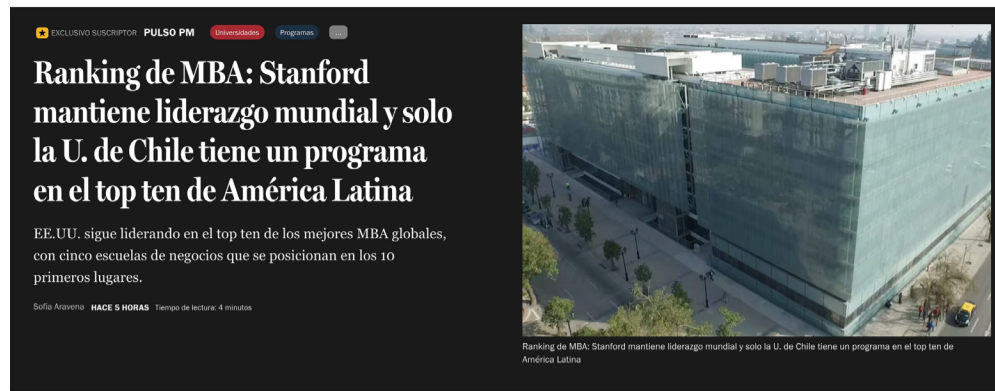 EXCLUSIVO SUSCRIPTOR PULSO PM Universidades Programas ...
Ranking de MBA: Stanford
mantiene liderazgo mundial y solo
la U. de Chile tiene un programa
en el top ten de América Latina
EE.UU. sigue liderando en el top ten de los mejores MBA globales,
con cinco escuelas de negocios que se posicionan en los 10
primeros lugares.
Sofía Aravena HACE 5 HORAS Tiempo de lectura: 4 minutos
Ranking de MBA: Stanford mantiene liderazgo mundial y solo la U. de Chile tiene un programa en el top ten de
América Latina